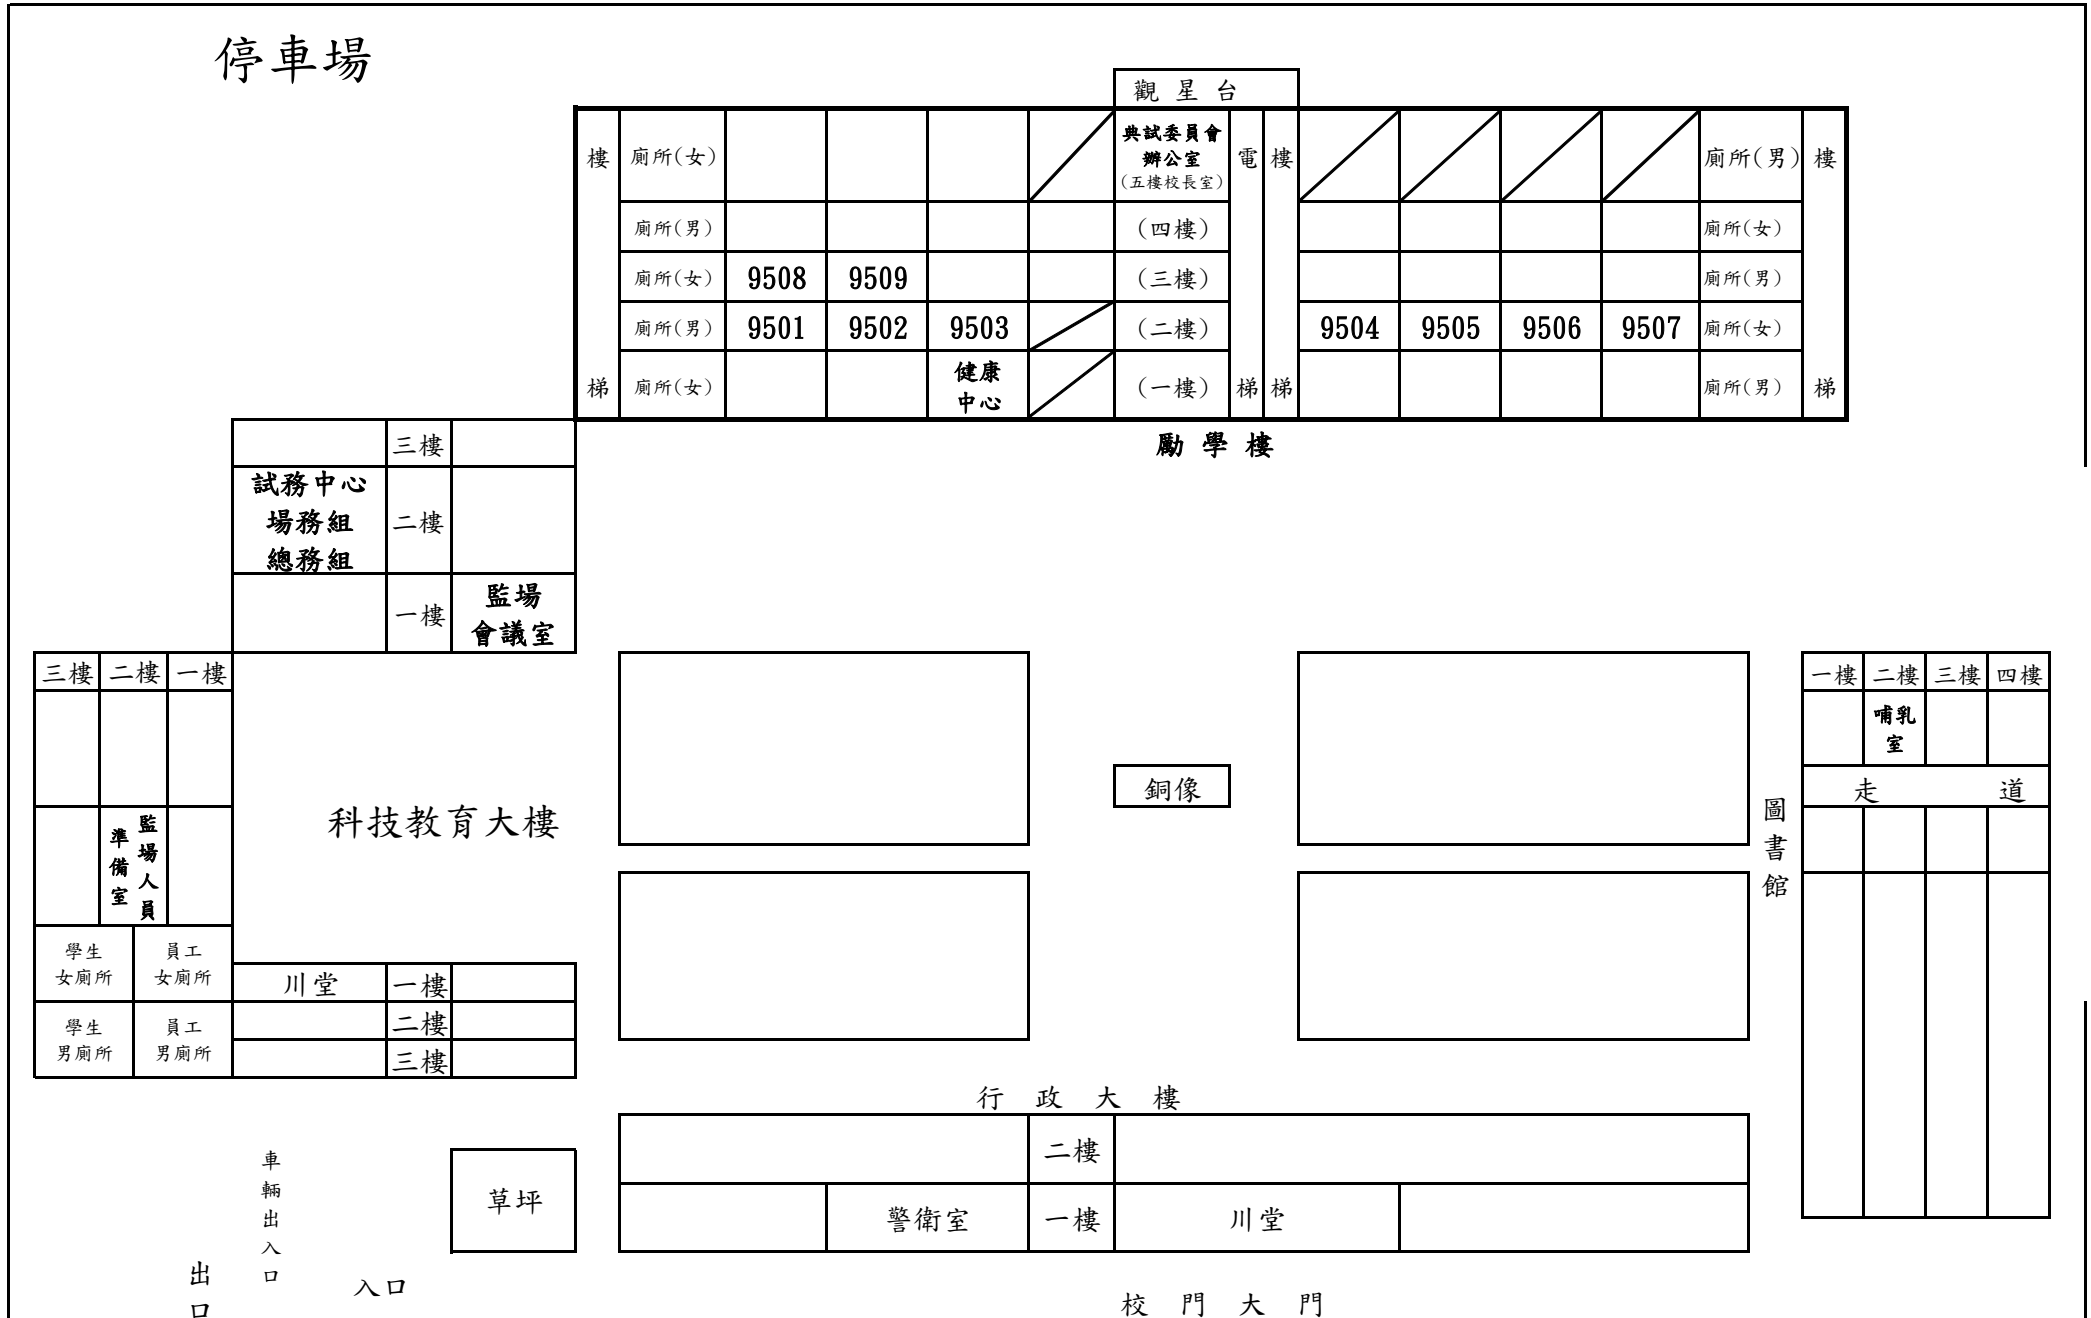 停車場
觀星台
樓 廁所(女) 典試委員會 電 樓 廁所(男) 樓
辦公室
(五樓校長室)
廁所(男) (四樓) 廁所(女)
廁所(女) 9508 9509 (三樓) 廁所(男)
廁所(男) 9501 9502 9503 (二樓) 9504 9505 9506 9507 廁所(女)
梯 廁所(女) 健康 (一樓) 梯 梯 廁所(男) 梯
中心
勵學樓
三樓
試務中心
場務組 二樓
總務組
一樓 監場
會議室
三樓 二樓 一樓
監場人員
準備室
學生 員工
女廁所 女廁所
學生 員工
男廁所 男廁所
科技教育大樓
川堂 一樓
二樓
三樓
銅像
圖書館
一樓 二樓 三樓 四樓
哺乳
室
走道
行政大樓
二樓
警衛室 一樓 川堂
草坪
車輛出入口
出口
入口
校門大門